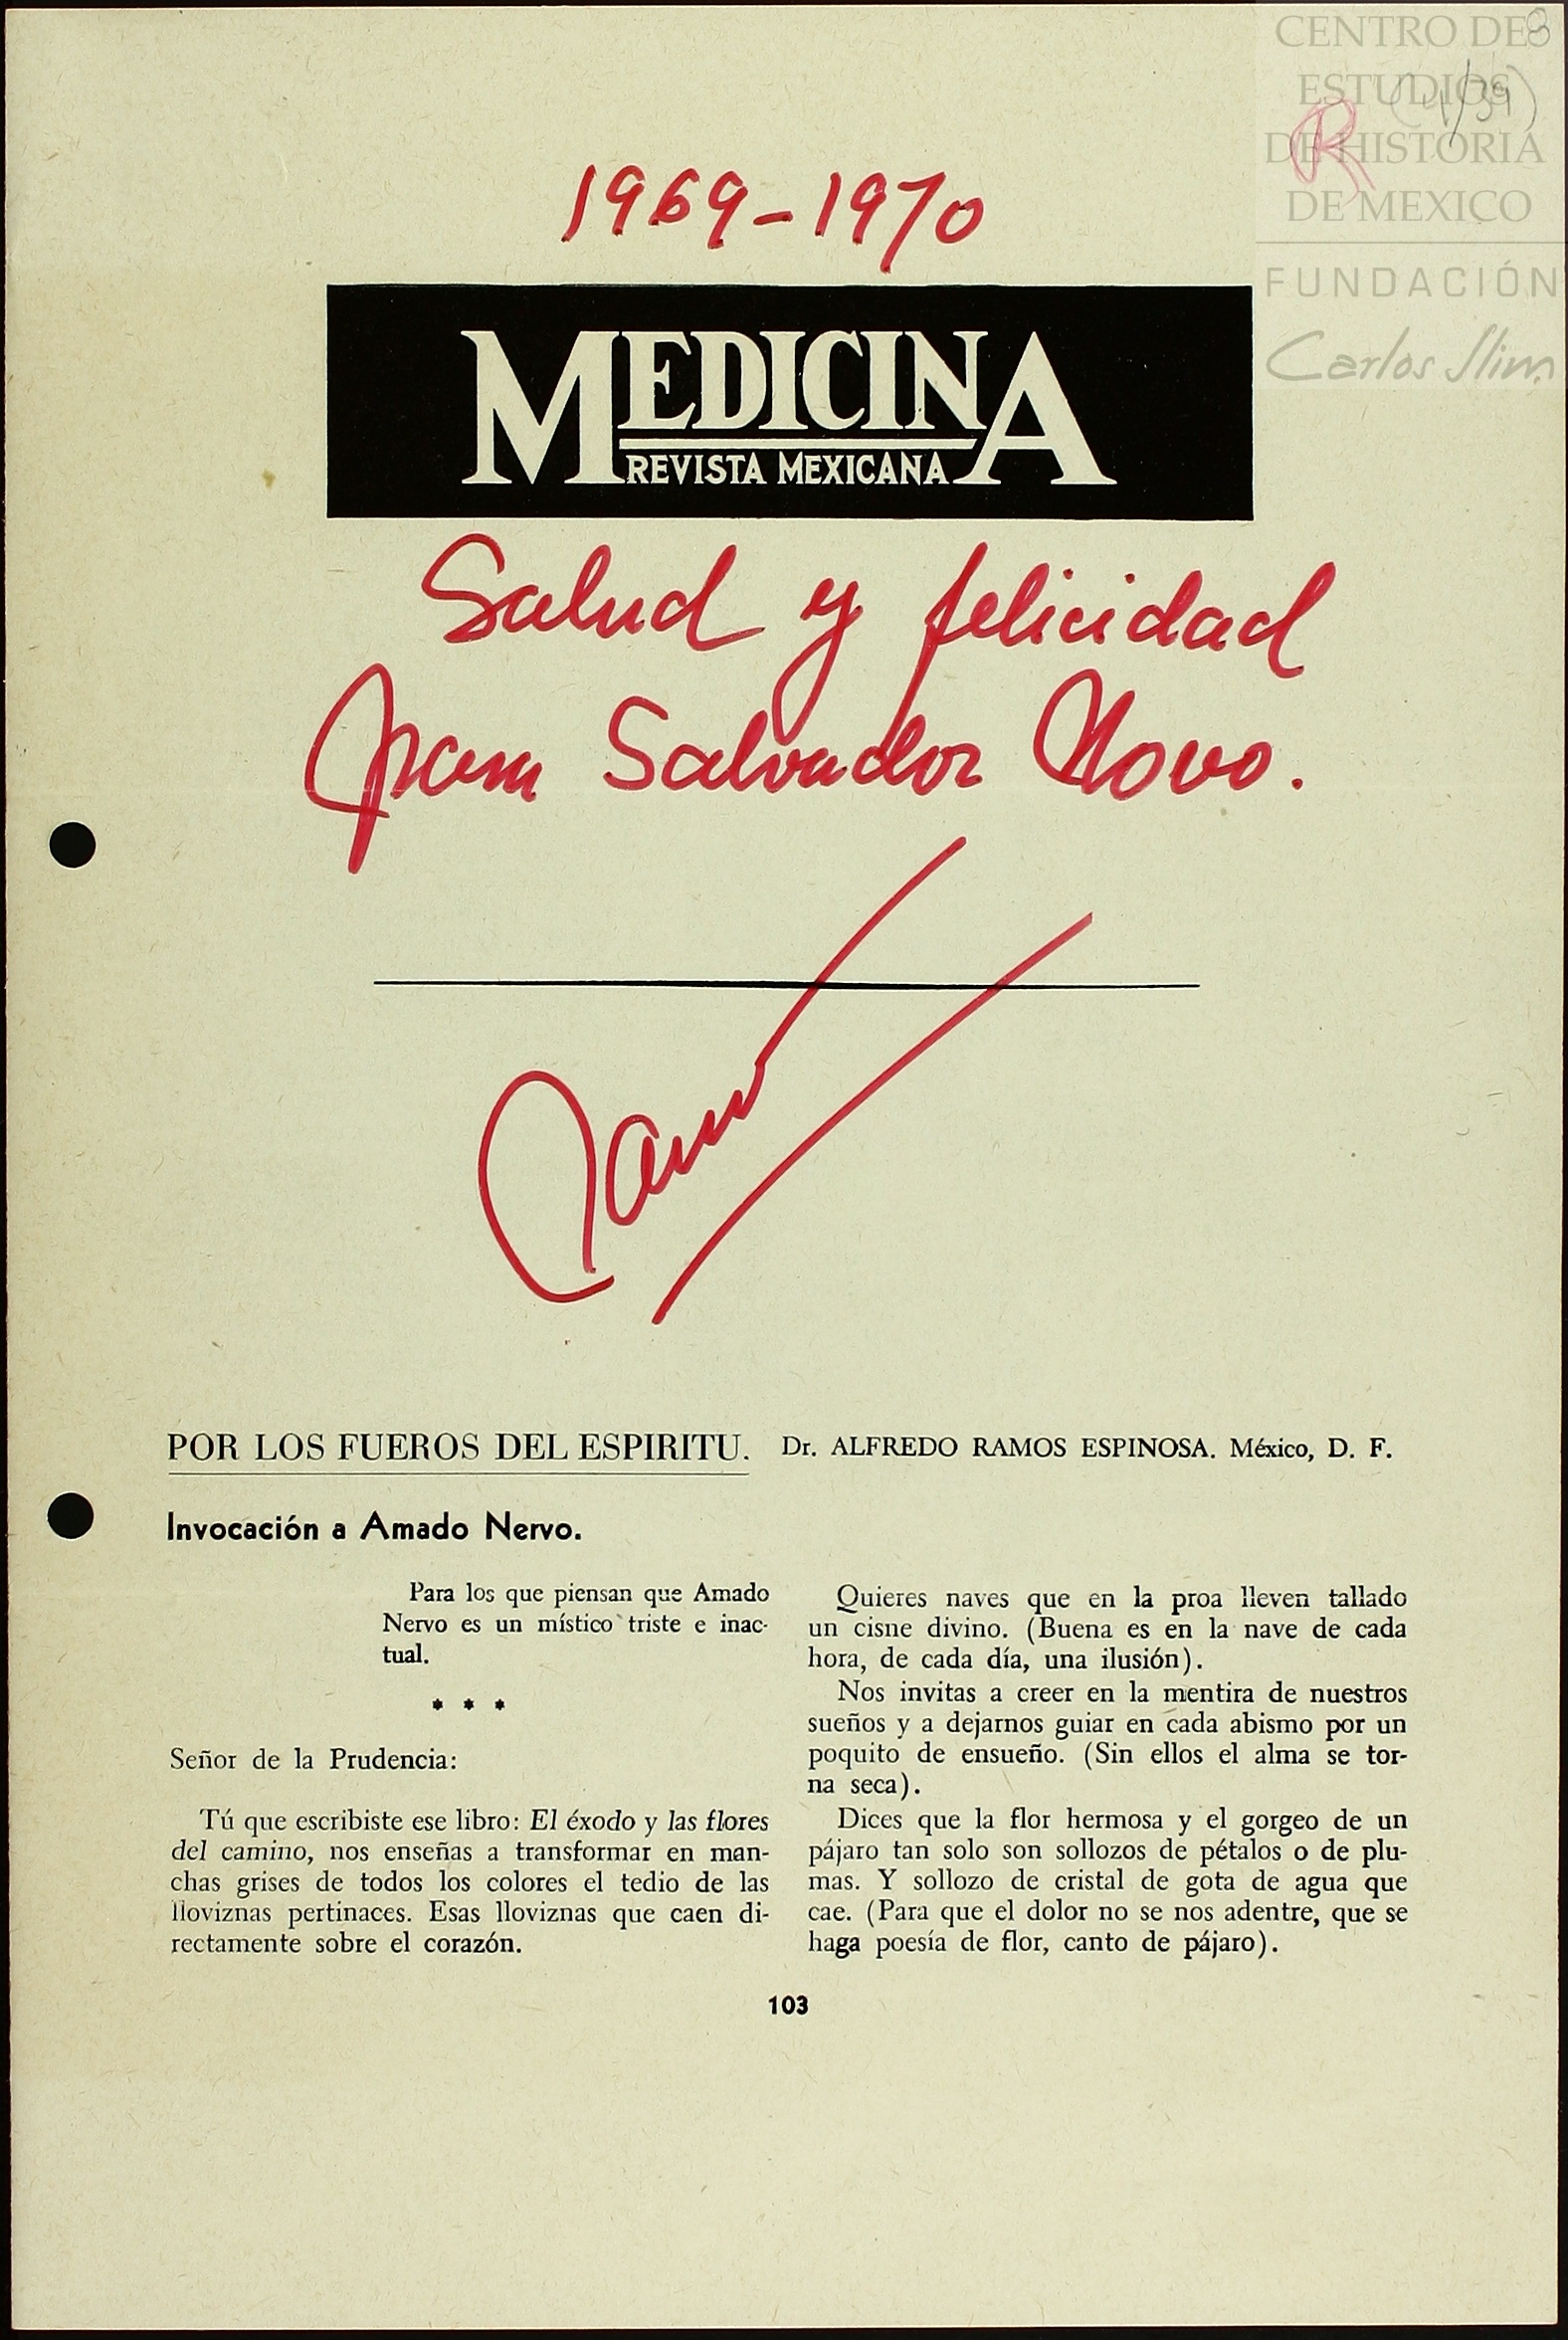 CENTRO DE
ESTUDIOS
DE HISTORIA
DE MEXICO
FUNDACIÓN
Carlos Slim
R
1969-1970
MEDICINA
REVISTA MEXICANA
Salud y felicidad
para Salvador Novo.
Ramos
POR LOS FUEROS DEL ESPIRITU. Dr. ALFREDO RAMOS ESPINOSA. México, D. F.
Invocación a Amado Nervo.
Para los que piensan que Amado
Nervo es un místico triste e inac-
tual.
* * *
Señor de la Prudencia:
Tú que escribiste ese libro: El éxodo y las flores
del camino, nos enseñas a transformar en man-
chas grises de todos los colores el tedio de las
lloviznas pertinaces. Esas lloviznas que caen di-
rectamente sobre el corazón.
Quieres naves que en la proa lleven tallado
un cisne divino. (Buena es en la nave de cada
hora, de cada día, una ilusión).
Nos invitas a creer en la mentira de nuestros
sueños y a dejarnos guiar en cada abismo por un
poquito de ensueño. (Sin ellos el alma se tor-
na seca).
Dices que la flor hermosa y el gorgeo de un
pájaro tan solo son sollozos de pétalos o de plu-
mas. Y sollozo de cristal de gota de agua que
cae. (Para que el dolor no se nos adentre, que se
haga poesía de flor, canto de pájaro).
103